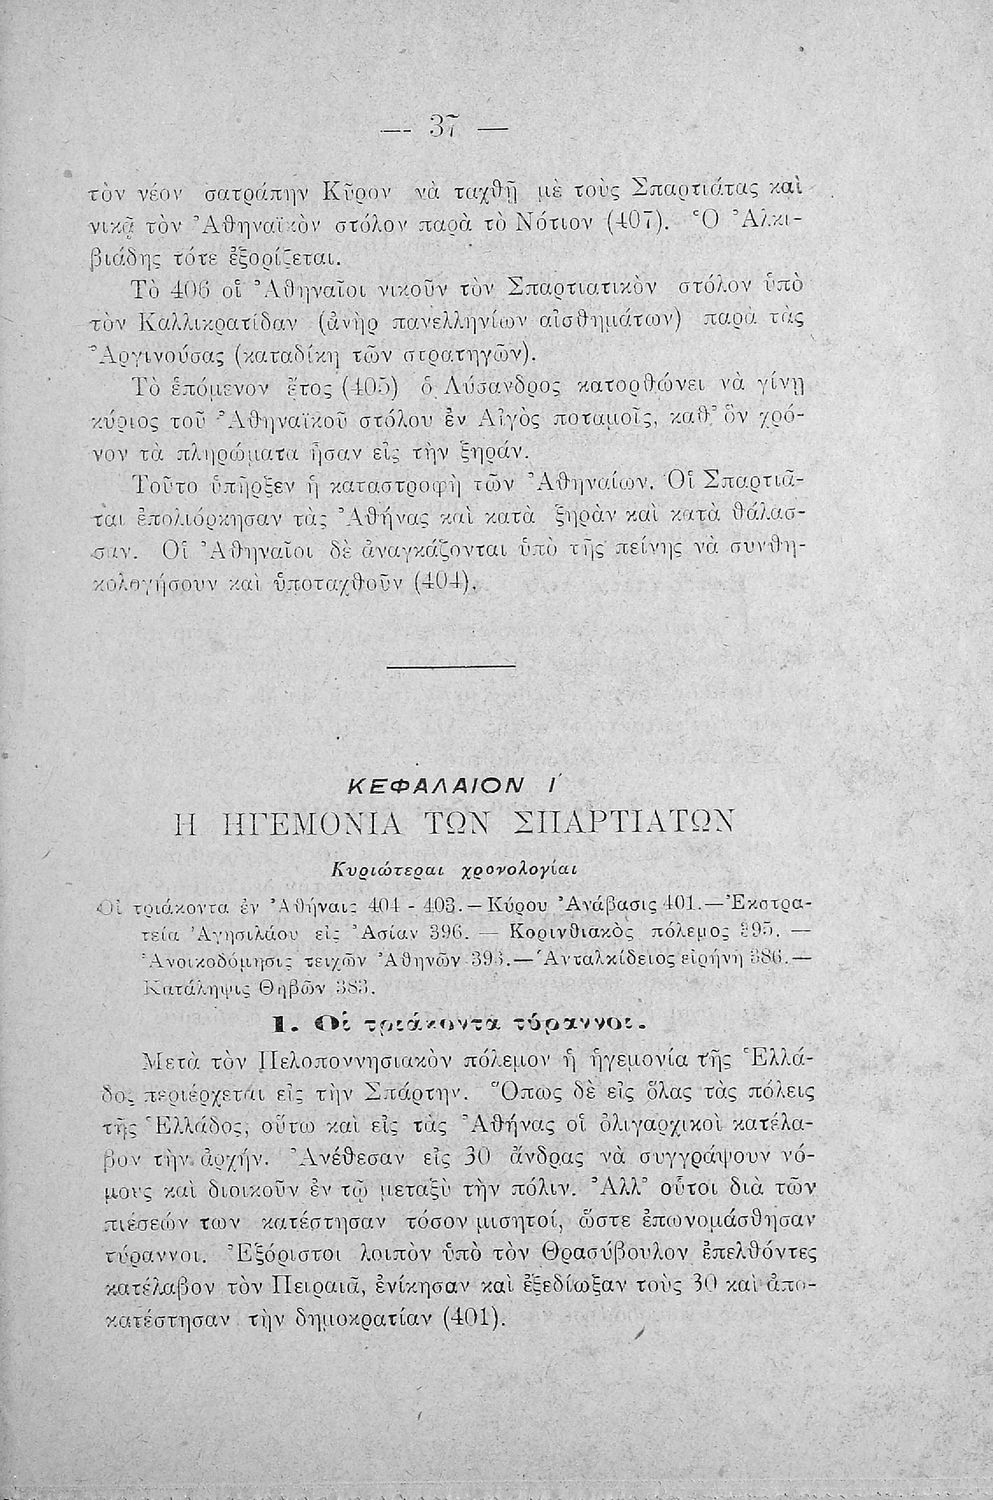 — 37 —
τὸν νέον σατράπην Κῦρον νὰ ταχθῇ μὲ τοὺς Σπαρτιάτας καὶ
νικᾷ τὸν Ἀθηναϊκὸν στόλον παρὰ τὸ Νότιον (407). Ὁ Ἀλκι-
βιάδης τότε ἐξορίζεται.
Τὸ 406 οἱ Ἀθηναῖοι νικοῦν τὸν Σπαρτιατικὸν στόλον ὑπὸ
τὸν Καλλικρατίδαν (ἀνὴρ πανελληνίων αἰσθημάτων) παρὰ τὰς
Ἀργινούσας (καταδίκη τῶν στρατηγῶν).
Τὸ ἑπόμενον ἔτος (405) ὁ Λύσανδρος κατορθώνει νὰ γίνῃ
κύριος τοῦ Ἀθηναϊκοῦ στόλου ἐν Αἰγὸς ποταμοῖς, καθ' ὃν χρό-
νον τὰ πληρώματα ἦσαν εἰς τὴν ξηράν.
Τοῦτο ὑπῆρξεν ἡ καταστροφὴ τῶν Ἀθηναίων. Οἱ Σπαρτιᾶ-
ται ἐπολιόρκησαν τὰς Ἀθήνας καὶ κατὰ ξηρὰν καὶ κατὰ θάλασ-
σαν. Οἱ Ἀθηναῖοι δὲ ἀναγκάζονται ὑπὸ τῆς πείνης νὰ συνθη-
κολογήσουν καὶ ὑποταχθοῦν (404).
ΚΕΦΑΛΑΙΟΝ Ι΄
Η ΗΓΕΜΟΝΙΑ ΤΩΝ ΣΠΑΡΤΙΑΤΩΝ
Κυριώτεραι χρονολογίαι
Οἱ τριάκοντα ἐν Ἀθήναις 404 - 403. — Κύρου Ἀνάβασις 401. — Ἐκστρα-
τεία Ἀγησιλάου εἰς Ἀσίαν 396. — Κορινθιακὸς πόλεμος 395. —
Ἀνοικοδόμησις τειχῶν Ἀθηνῶν 393. — Ἀνταλκίδειος εἰρήνη 386. —
Κατάληψις Θηβῶν 383.
1. Οἱ τριάκοντα τύραννοι.
Μετὰ τὸν Πελοποννησιακὸν πόλεμον ἡ ἡγεμονία τῆς Ἑλλά-
δος περιέρχεται εἰς τὴν Σπάρτην. Ὅπως δὲ εἰς ὅλας τὰς πόλεις
τῆς Ἑλλάδος, οὕτω καὶ εἰς τὰς Ἀθήνας οἱ ὀλιγαρχικοὶ κατέλα-
βον τὴν ἀρχήν. Ἀνέθεσαν εἰς 30 ἄνδρας νὰ συγγράψουν νό-
μους καὶ διοικοῦν ἐν τῷ μεταξὺ τὴν πόλιν. Ἀλλ' οὗτοι διὰ τῶν
πιέσεών των κατέστησαν τόσον μισητοί, ὥστε ἐπωνομάσθησαν
τύραννοι. Ἐξόριστοι λοιπὸν ὑπὸ τὸν Θρασύβουλον ἐπελθόντες
κατέλαβον τὸν Πειραιᾶ, ἐνίκησαν καὶ ἐξεδίωξαν τοὺς 30 καὶ ἀπο-
κατέστησαν τὴν δημοκρατίαν (401).